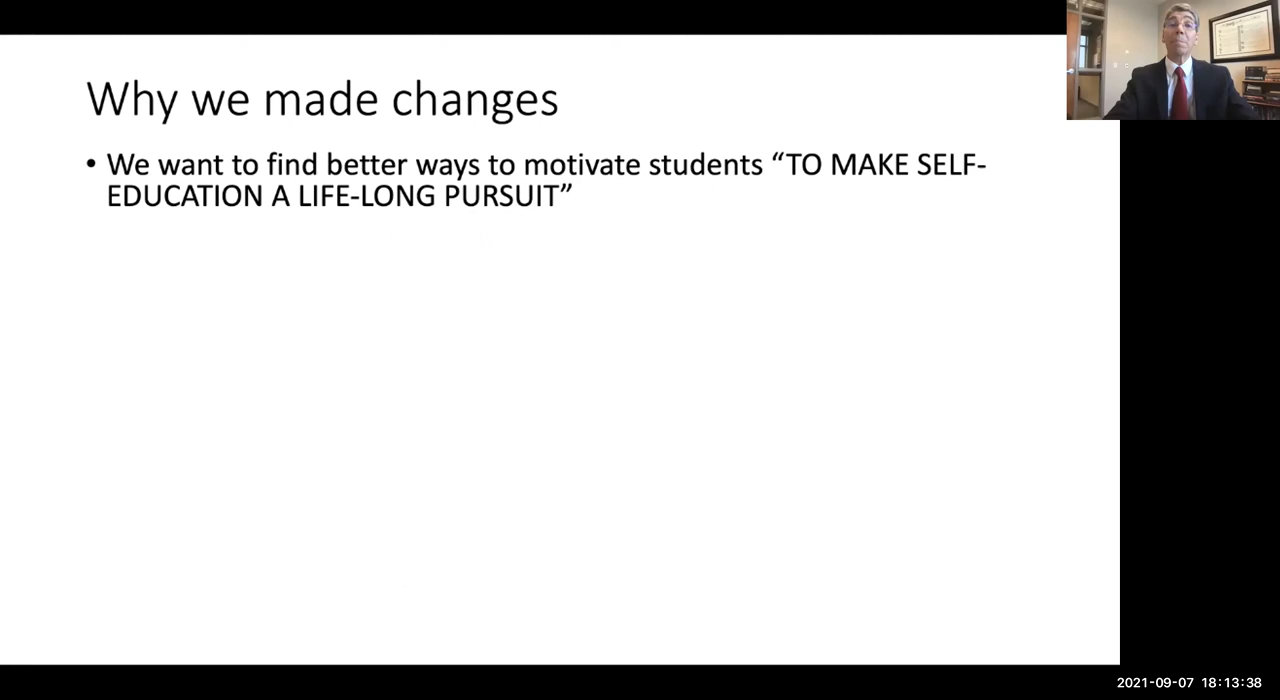 Why we made changes
• We want to find better ways to motivate students “TO MAKE SELF-
EDUCATION A LIFE-LONG PURSUIT”
2021-09-07 18:13:38